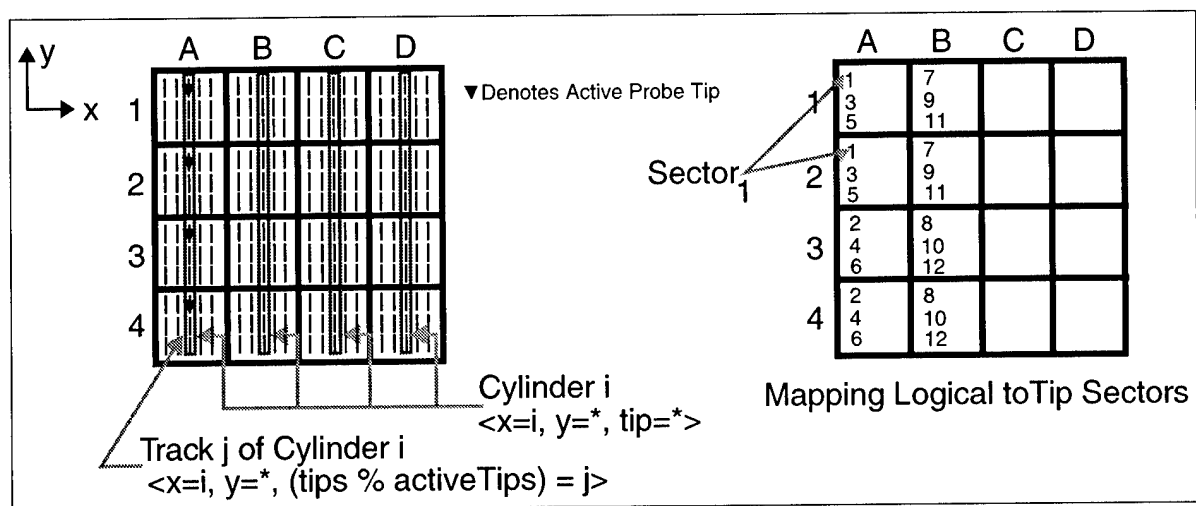 y
x
A B C D
1
2
3
4
▼Denotes Active Probe Tip
Cylinder i
<x=i, y=*, tip=*>
Track j of Cylinder i
<x=i, y=*, (tips % activeTips) = j>
A B C D
1
1 7
3 9
5 11
2
1 7
3 9
5 11
3
2 8
4 10
6 12
4
2 8
4 10
6 12
Sector1
Mapping Logical toTip Sectors